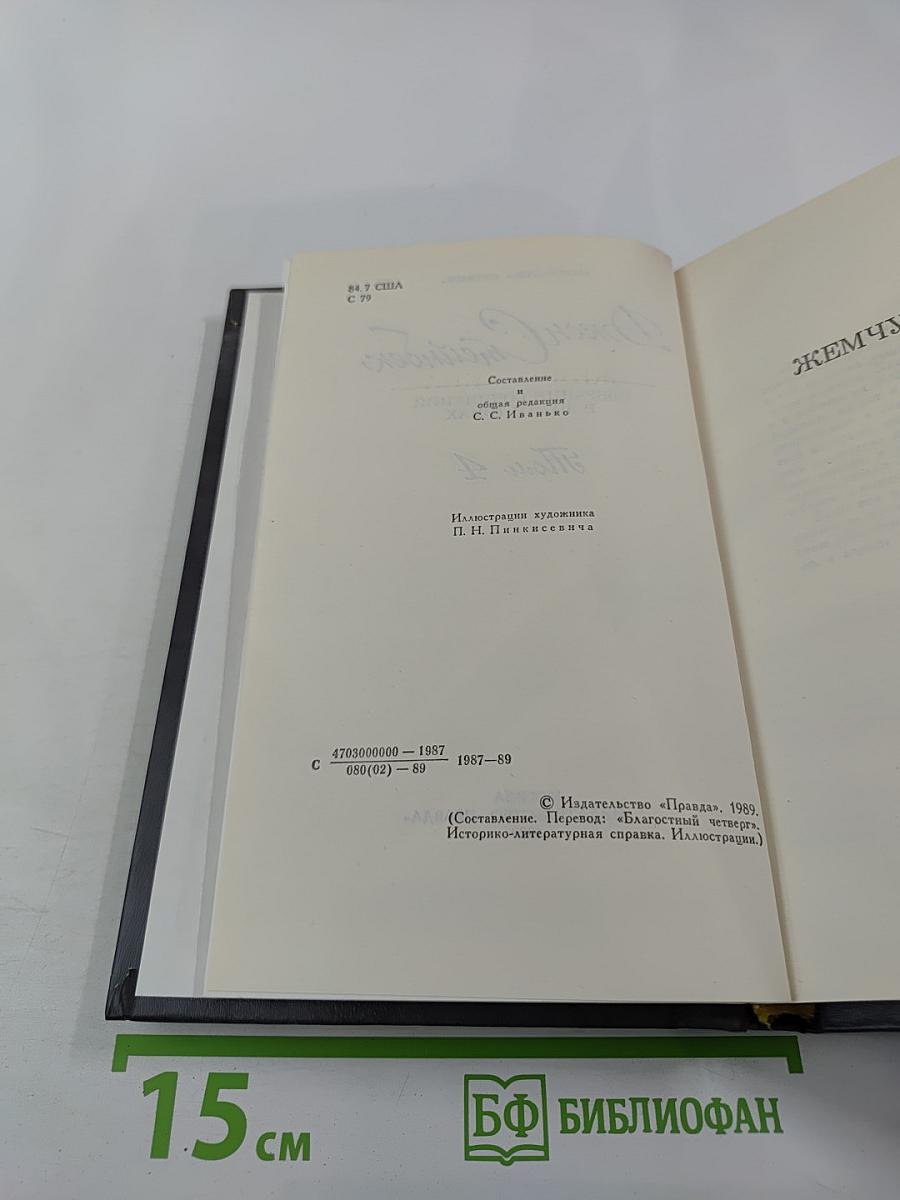 84.7 США
С 79
Составление
и
общая редакция
С. С. Иванько
Иллюстрации художника
П. Н. Пинкисевича
С 4703000000 — 1987
080(02) — 89
1987—89
© Издательство «Правда». 1989.
(Составление. Перевод: «Благостный четверг».
Историко-литературная справка. Иллюстрации.)
ЖЕМЧУ
15 см
БФ БИБЛИОФАН